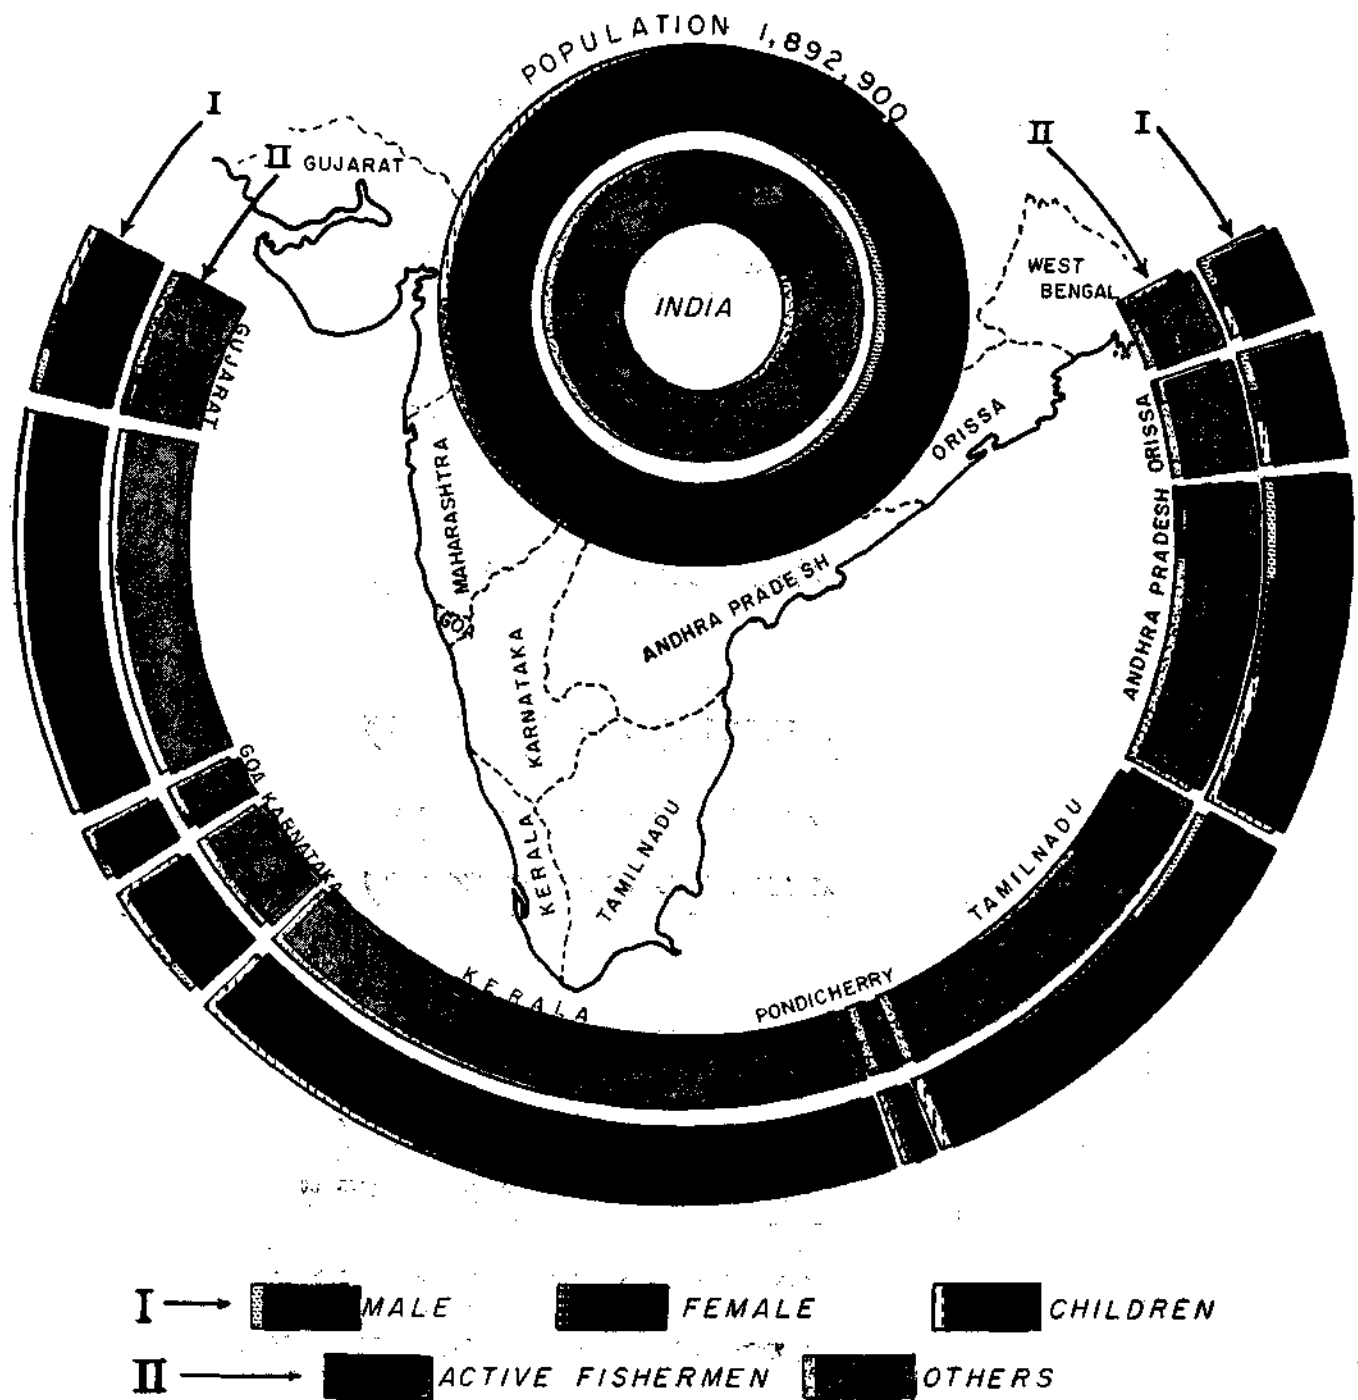 POPULATION 1,892,900
I
II
GUJARAT
II
I
WEST
BENGAL
INDIA
GUJARAT
MAHARASHTRA
ORISSA
ORISSA
GOA
ANDHRA PRADESH
ANDHRA PRADESH
KARNATAKA
GOA
KARNATAKA
KERALA
TAMILNADU
TAMILNADU
KERALA
PONDICHERRY
I MALE FEMALE CHILDREN
II ACTIVE FISHERMEN OTHERS